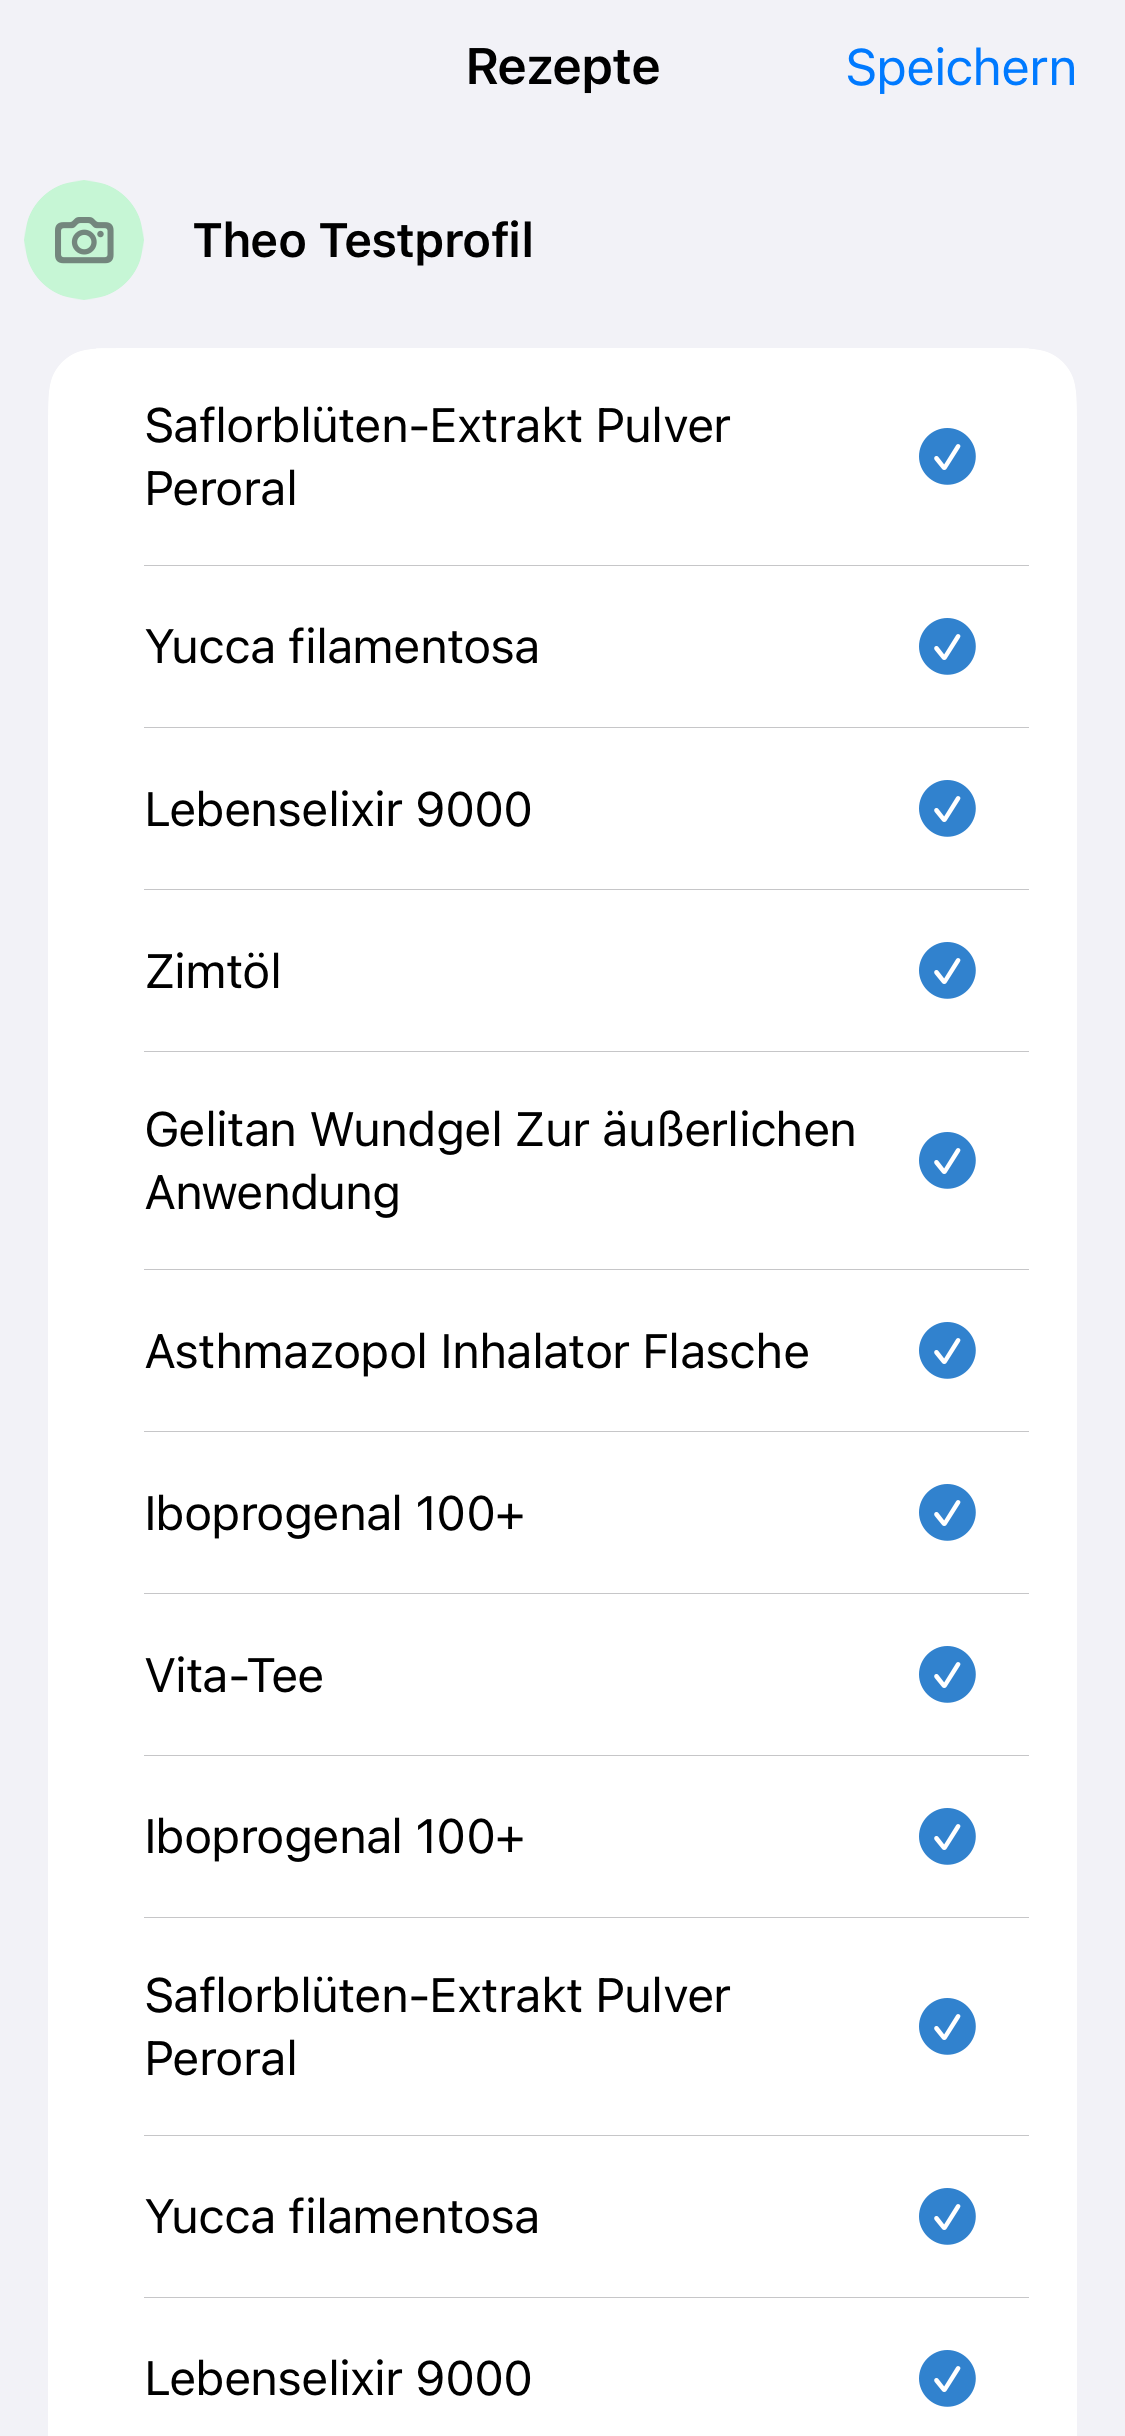 Rezepte
Speichern
Theo Testprofil
Saflorblüten-Extrakt Pulver
Peroral
Yucca filamentosa
Lebenselixir 9000
Zimtöl
Gelitan Wundgel Zur äußerlichen
Anwendung
Asthmazopol Inhalator Flasche
Iboprogenal 100+
Vita-Tee
Iboprogenal 100+
Saflorblüten-Extrakt Pulver
Peroral
Yucca filamentosa
Lebenselixir 9000